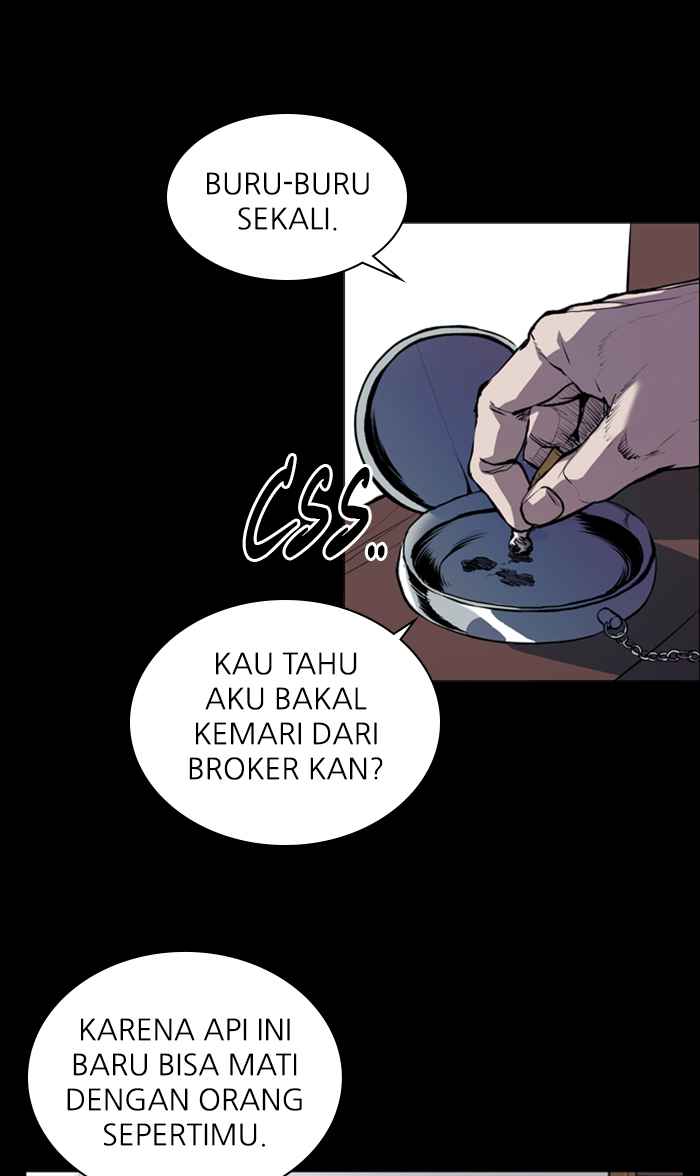 BURU-BURU
SEKALI.
CSS..
KAU TAHU
AKU BAKAL
KEMARI DARI
BROKER KAN?
KARENA API INI
BARU BISA MATI
DENGAN ORANG
SEPERTIMU.